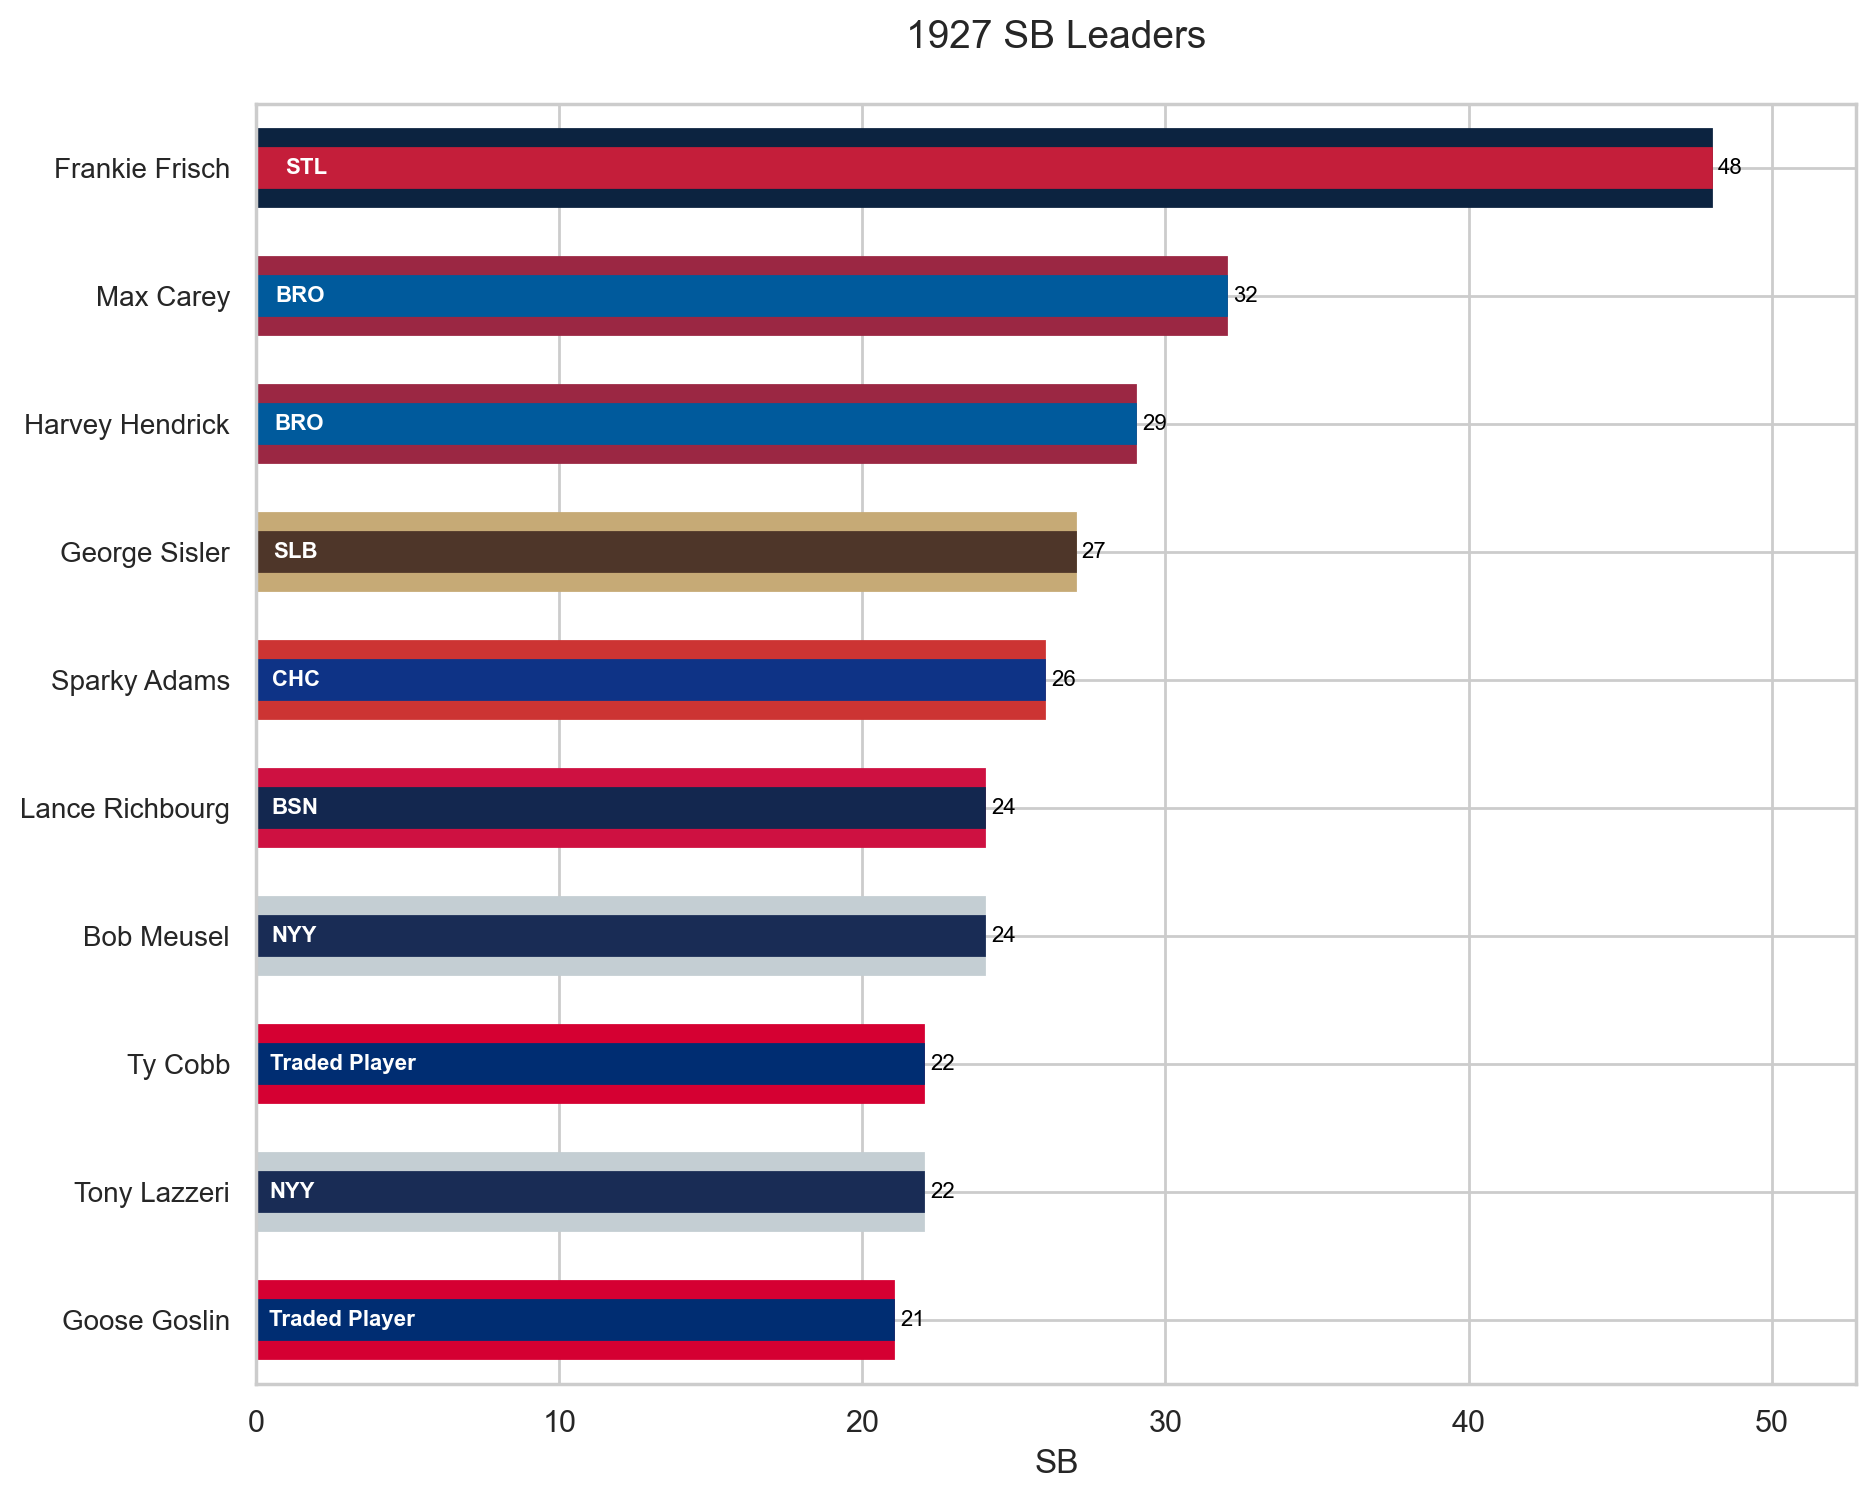 1927 SB Leaders
Frankie Frisch STL 48
Max Carey BRO 32
Harvey Hendrick BRO 29
George Sisler SLB 27
Sparky Adams CHC 26
Lance Richbourg BSN 24
Bob Meusel NYY 24
Ty Cobb Traded Player 22
Tony Lazzeri NYY 22
Goose Goslin Traded Player 21
0 10 20 30 40 50
SB